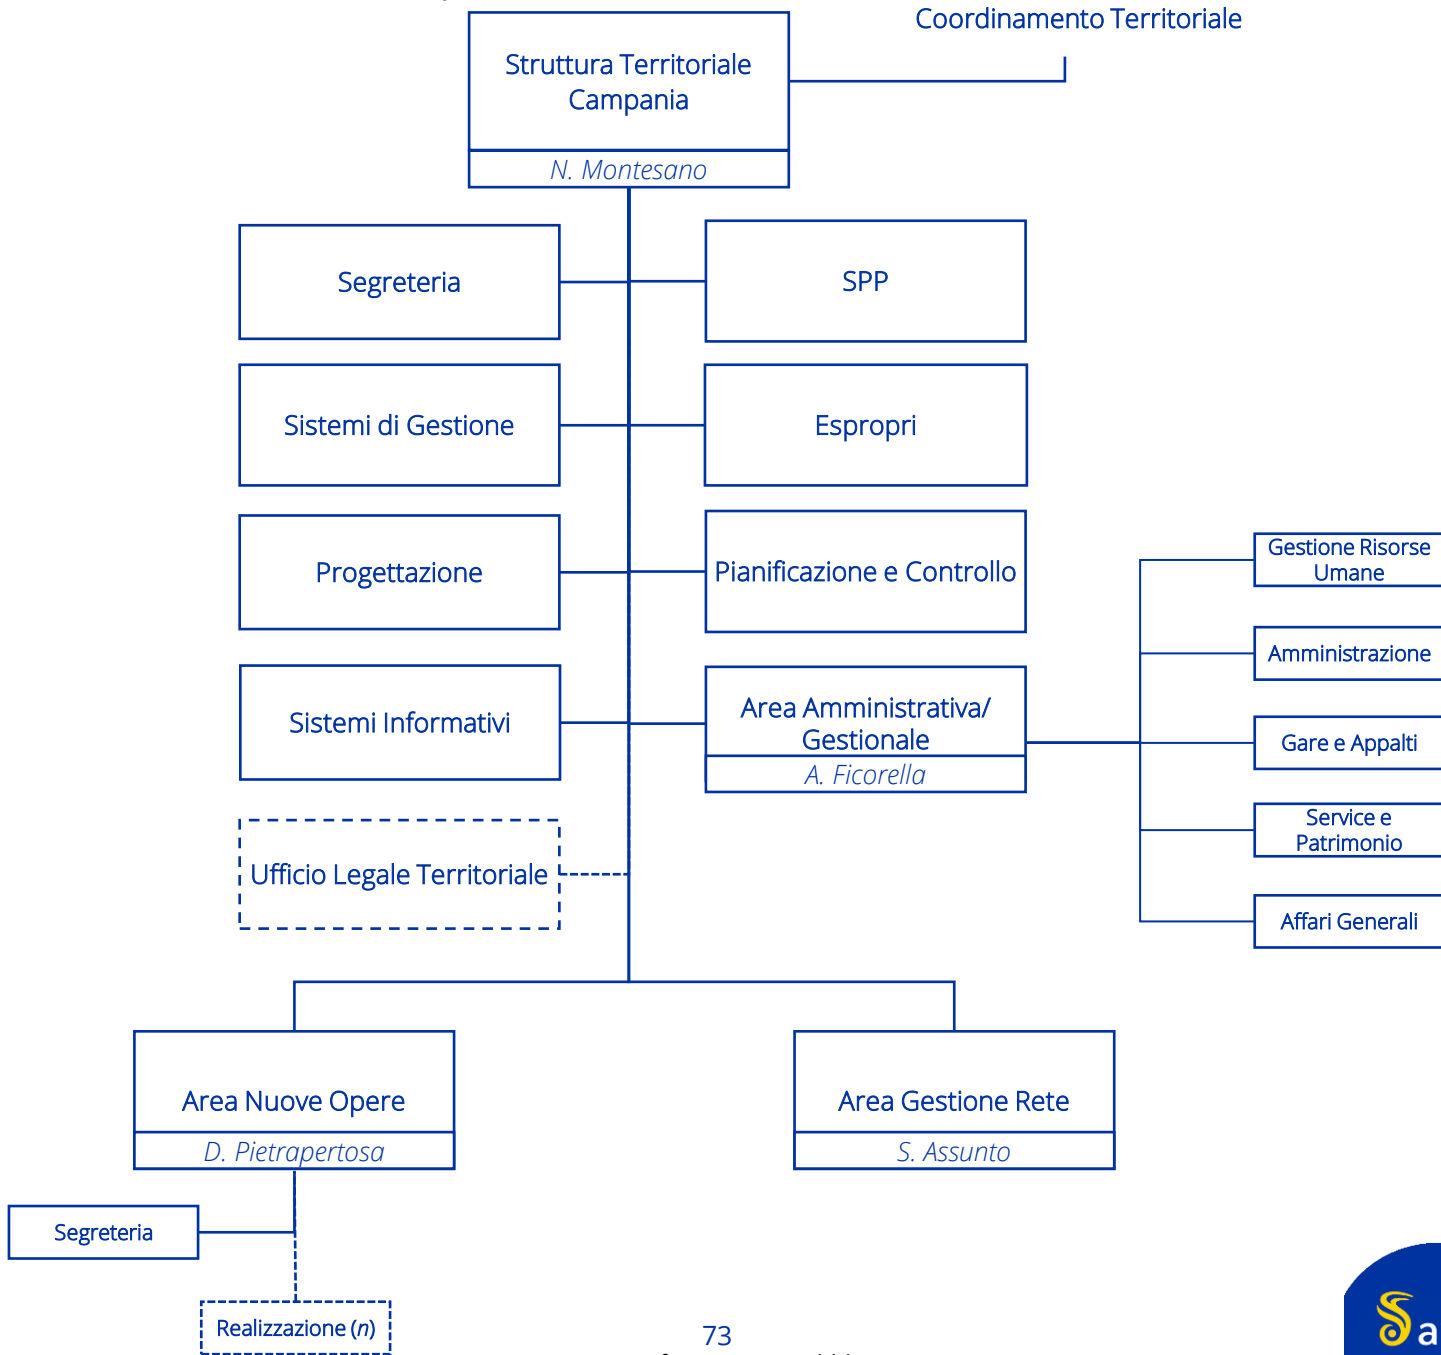 Coordinamento Territoriale
Struttura Territoriale
Campania
N. Montesano
Segreteria
SPP
Sistemi di Gestione
Espropri
Progettazione
Pianificazione e Controllo
Sistemi Informativi
Area Amministrativa/
Gestionale
A. Ficorella
Gestione Risorse
Umane
Amministrazione
Gare e Appalti
Service e
Patrimonio
Affari Generali
Ufficio Legale Territoriale
Area Nuove Opere
D. Pietrapertosa
Area Gestione Rete
S. Assunto
Segreteria
Realizzazione (n)
73